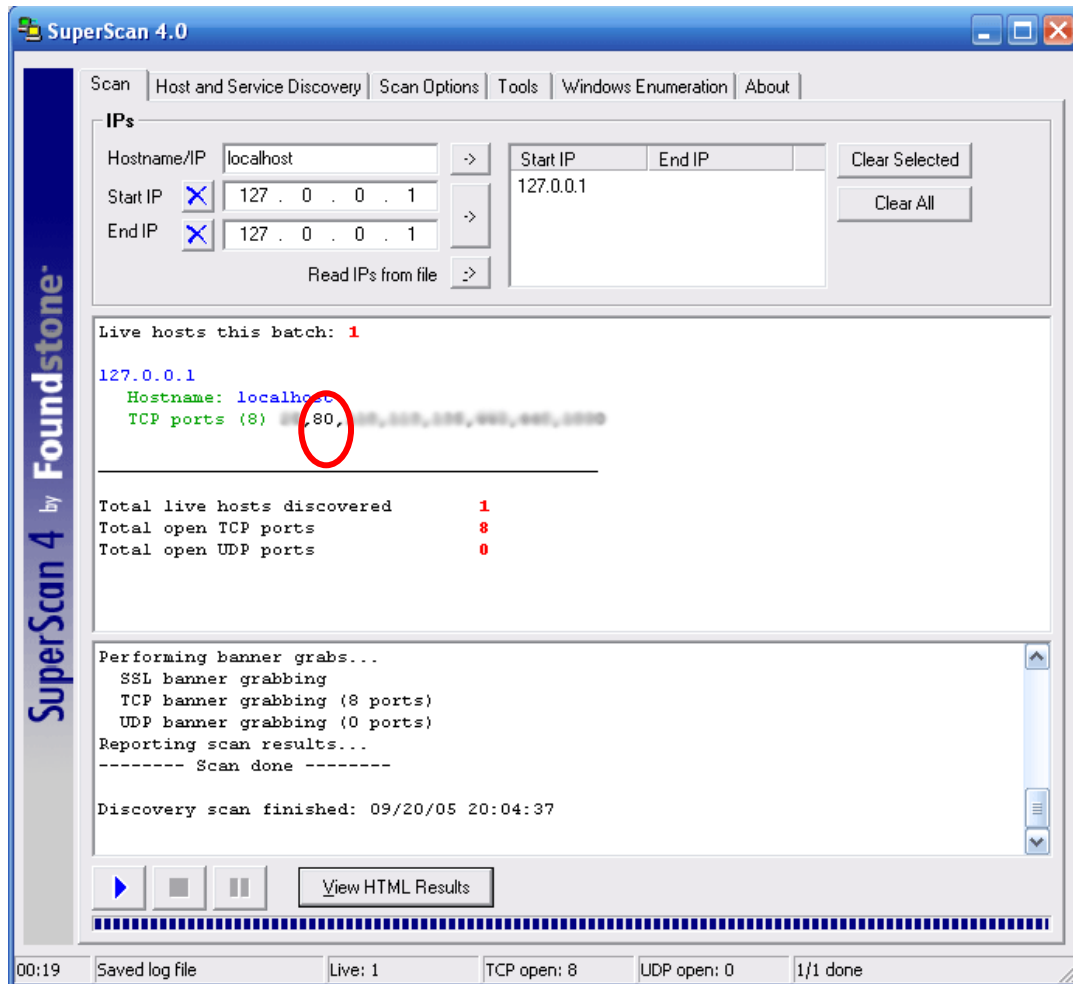 SuperScan 4.0
Scan Host and Service Discovery Scan Options Tools Windows Enumeration About
IPs
Hostname/IP localhost ->
Start IP 127 . 0 . 0 . 1
End IP 127 . 0 . 0 . 1
->
Read IPs from file ->
Start IP End IP
127.0.0.1
Clear Selected
Clear All
SuperScan 4 by Foundstone
Live hosts this batch: 1
127.0.0.1
Hostname: localhost
TCP ports (8) ,80,
Total live hosts discovered 1
Total open TCP ports 8
Total open UDP ports 0
Performing banner grabs...
SSL banner grabbing
TCP banner grabbing (8 ports)
UDP banner grabbing (0 ports)
Reporting scan results...
-------- Scan done --------
Discovery scan finished: 09/20/05 20:04:37
View HTML Results
00:19 Saved log file Live: 1 TCP open: 8 UDP open: 0 1/1 done